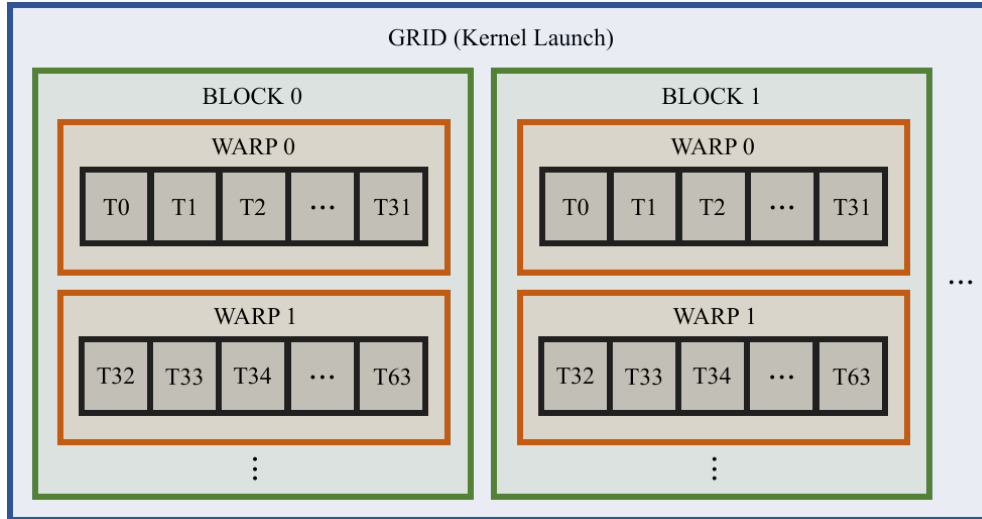 GRID (Kernel Launch)
BLOCK 0
WARP 0
T0 T1 T2 ... T31
WARP 1
T32 T33 T34 ... T63
⋮
BLOCK 1
WARP 0
T0 T1 T2 ... T31
WARP 1
T32 T33 T34 ... T63
⋮
...